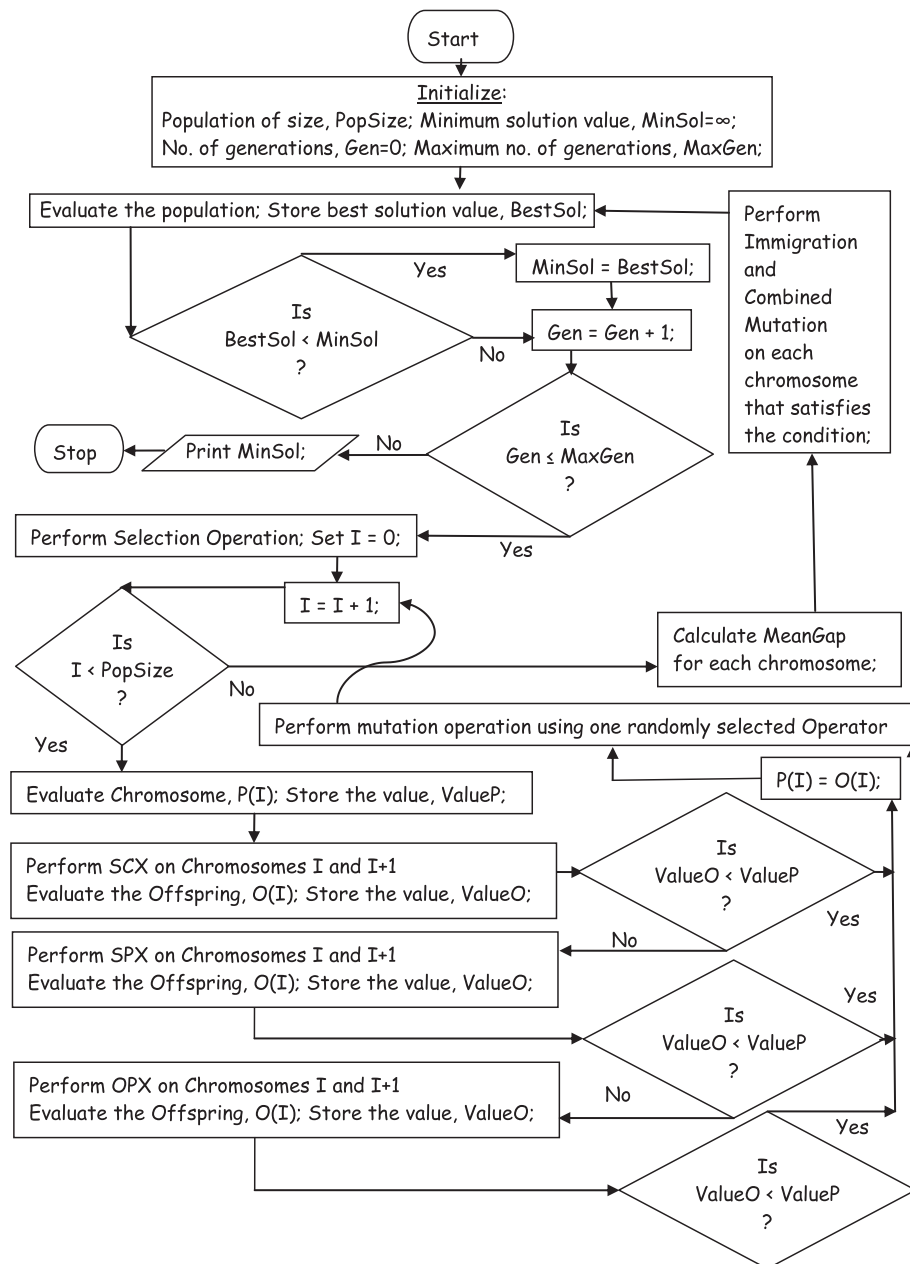 Start
Initialize:
Population of size, PopSize; Minimum solution value, MinSol=∞;
No. of generations, Gen=0; Maximum no. of generations, MaxGen;
Evaluate the population; Store best solution value, BestSol;
Perform
Immigration
and
Combined
Mutation
on each
chromosome
that satisfies
the condition;
Yes
MinSol = BestSol;
Is
BestSol < MinSol
?
No
Gen = Gen + 1;
Is
Gen ≤ MaxGen
?
No
Print MinSol;
Stop
Yes
Perform Selection Operation; Set I = 0;
I = I + 1;
Is
I < PopSize
?
No
Calculate MeanGap
for each chromosome;
Yes
Perform mutation operation using one randomly selected Operator
P(I) = O(I);
Evaluate Chromosome, P(I); Store the value, ValueP;
Perform SCX on Chromosomes I and I+1
Evaluate the Offspring, O(I); Store the value, ValueO;
Is
ValueO < ValueP
?
Yes
No
Perform SPX on Chromosomes I and I+1
Evaluate the Offspring, O(I); Store the value, ValueO;
Is
ValueO < ValueP
?
Yes
No
Perform OPX on Chromosomes I and I+1
Evaluate the Offspring, O(I); Store the value, ValueO;
Yes
Is
ValueO < ValueP
?